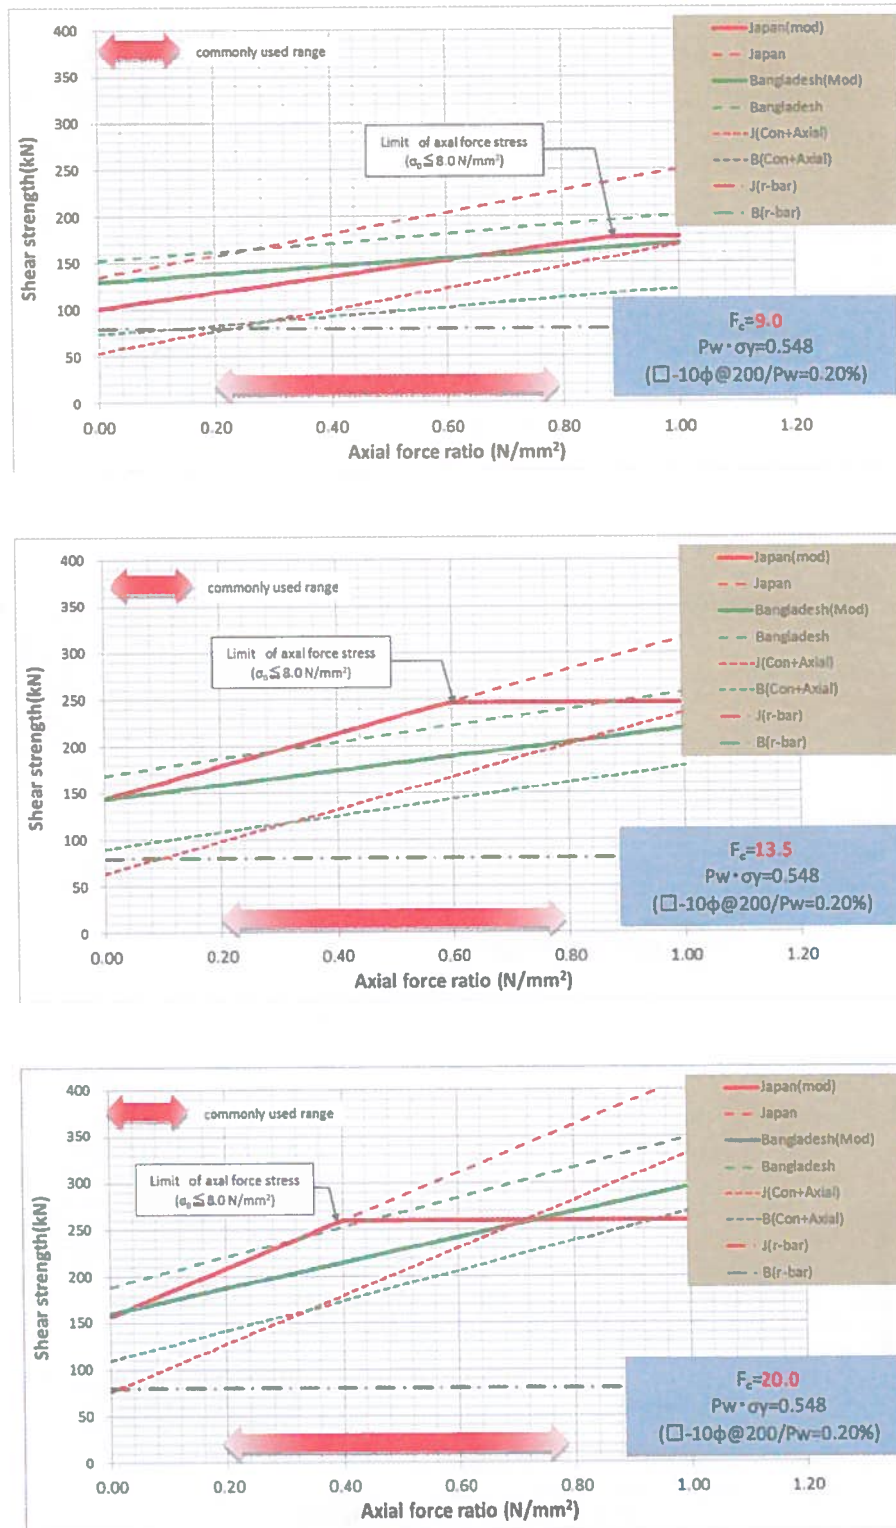 400
350
300
250
200
150
100
50
0
Shear strength(kN)
commonly used range
Limit of axal force stress
(σ₀≦8.0 N/mm²)
Japan(mod)
Japan
Bangladesh(Mod)
Bangladesh
J(Con+Axial)
B(Con+Axial)
J(r-bar)
B(r-bar)
F꜀=9.0
Pw・σy=0.548
(□-10ϕ@200/Pw=0.20%)
0.00 0.20 0.40 0.60 0.80 1.00 1.20
Axial force ratio (N/mm²)
400
350
300
250
200
150
100
50
0
Shear strength(kN)
commonly used range
Limit of axal force stress
(σ₀≦8.0 N/mm²)
Japan(mod)
Japan
Bangladesh(Mod)
Bangladesh
J(Con+Axial)
B(Con+Axial)
J(r-bar)
B(r-bar)
F꜀=13.5
Pw・σy=0.548
(□-10ϕ@200/Pw=0.20%)
0.00 0.20 0.40 0.60 0.80 1.00 1.20
Axial force ratio (N/mm²)
400
350
300
250
200
150
100
50
0
Shear strength(kN)
commonly used range
Limit of axal force stress
(σ₀≦8.0 N/mm²)
Japan(mod)
Japan
Bangladesh(Mod)
Bangladesh
J(Con+Axial)
B(Con+Axial)
J(r-bar)
B(r-bar)
F꜀=20.0
Pw・σy=0.548
(□-10ϕ@200/Pw=0.20%)
0.00 0.20 0.40 0.60 0.80 1.00 1.20
Axial force ratio (N/mm²)